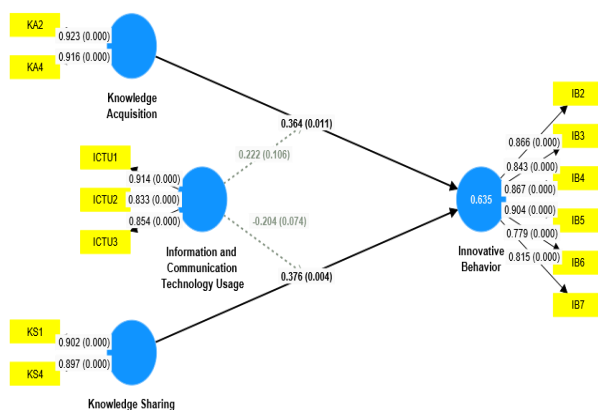 KA2
0.923 (0.000)
0.916 (0.000)
KA4
Knowledge
Acquisition
0.364 (0.011)
0.222 (0.106)
ICTU1
0.914 (0.000)
ICTU2
0.833 (0.000)
0.854 (0.000)
ICTU3
-0.204 (0.074)
Information and
Communication
Technology Usage
0.376 (0.004)
KS1
0.902 (0.000)
0.897 (0.000)
KS4
Knowledge Sharing
0.635
Innovative
Behavior
IB2
0.866 (0.000)
IB3
0.843 (0.000)
IB4
0.867 (0.000)
0.904 (0.000)
IB5
0.779 (0.000)
IB6
0.815 (0.000)
IB7